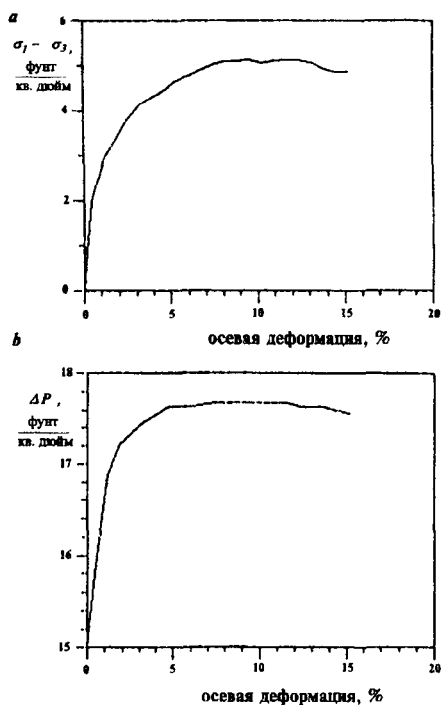 a
σ₁ – σ₃,
фунт
кв. дюйм
6
4
2
0
0 5 10 15 20
осевая деформация, %
b
ΔP,
фунт
кв. дюйм
18
17
16
15
0 5 10 15 20
осевая деформация, %